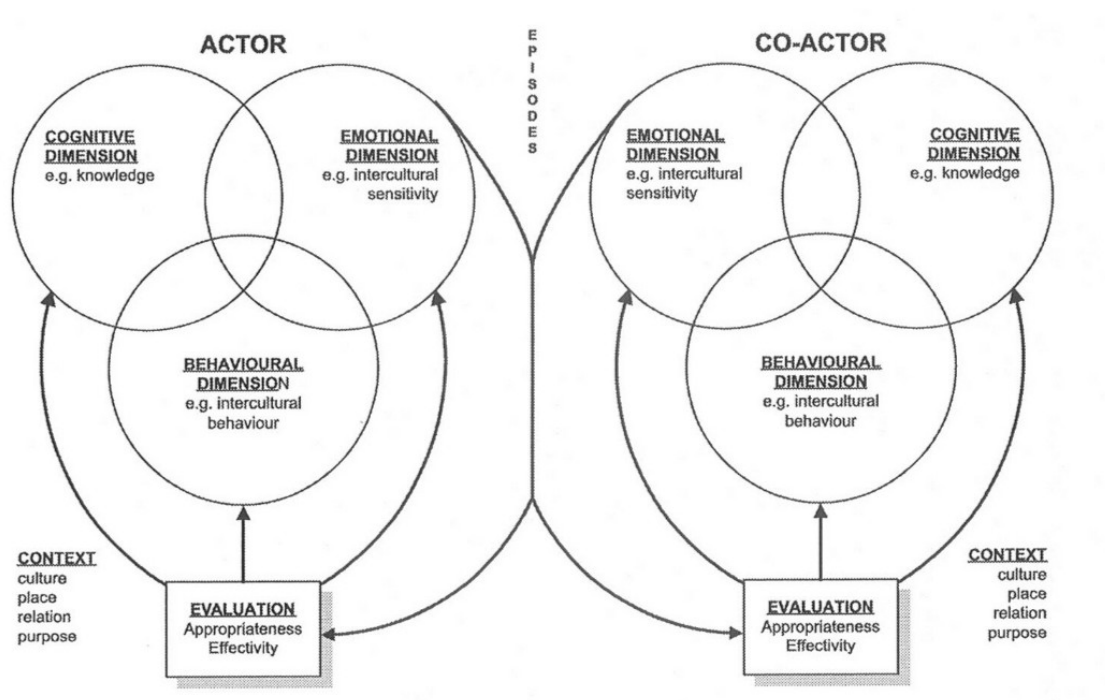 ACTOR
EPISODES
CO-ACTOR
COGNITIVE
DIMENSION
e.g. knowledge
EMOTIONAL
DIMENSION
e.g. intercultural
sensitivity
EMOTIONAL
DIMENSION
e.g. intercultural
sensitivity
COGNITIVE
DIMENSION
e.g. knowledge
BEHAVIOURAL
DIMENSION
e.g. intercultural
behaviour
BEHAVIOURAL
DIMENSION
e.g. intercultural
behaviour
CONTEXT
culture
place
relation
purpose
EVALUATION
Appropriateness
Effectivity
EVALUATION
Appropriateness
Effectivity
CONTEXT
culture
place
relation
purpose